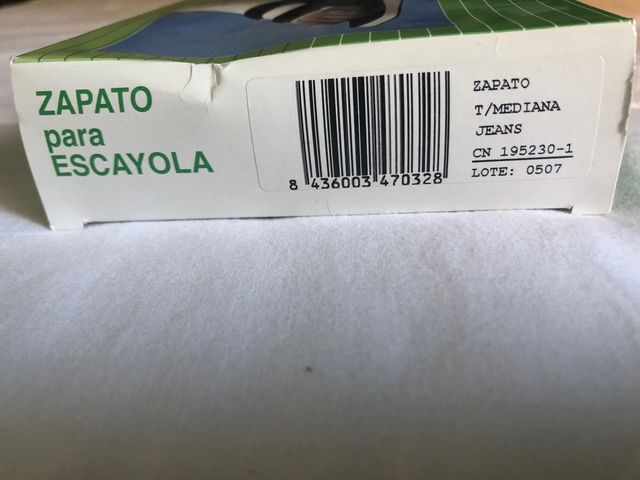 ZAPATO
para
ESCAYOLA
8 436003 470328
ZAPATO
T/MEDIANA
JEANS
CN 195230-1
LOTE: 0507